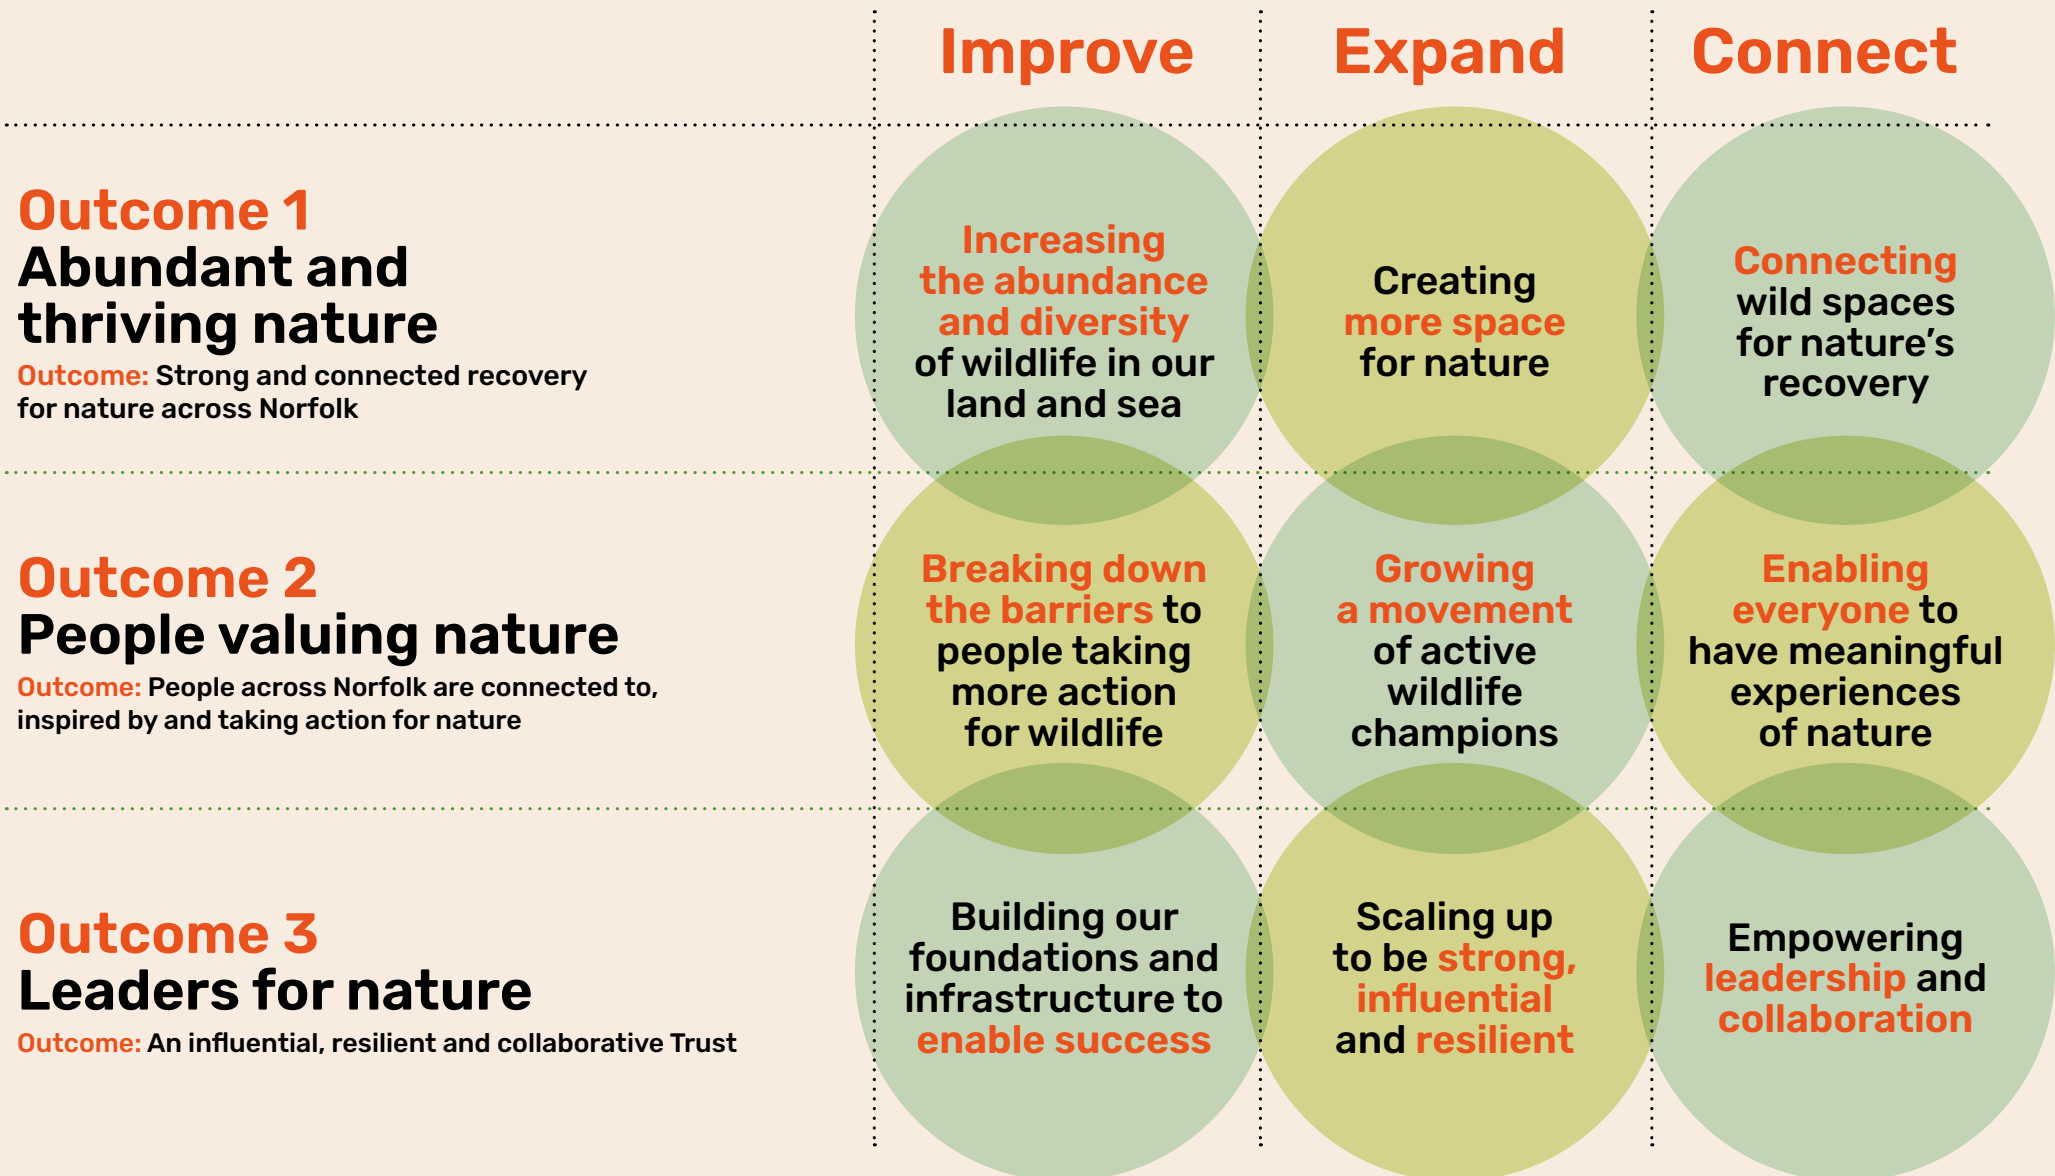 Improve
Expand
Connect
Outcome 1
Abundant and
thriving nature
Outcome: Strong and connected recovery
for nature across Norfolk
Increasing
the abundance
and diversity
of wildlife in our
land and sea
Creating
more space
for nature
Connecting
wild spaces
for nature’s
recovery
Outcome 2
People valuing nature
Outcome: People across Norfolk are connected to,
inspired by and taking action for nature
Breaking down
the barriers to
people taking
more action
for wildlife
Growing
a movement
of active
wildlife
champions
Enabling
everyone to
have meaningful
experiences
of nature
Outcome 3
Leaders for nature
Outcome: An influential, resilient and collaborative Trust
Building our
foundations and
infrastructure to
enable success
Scaling up
to be strong,
influential
and resilient
Empowering
leadership and
collaboration